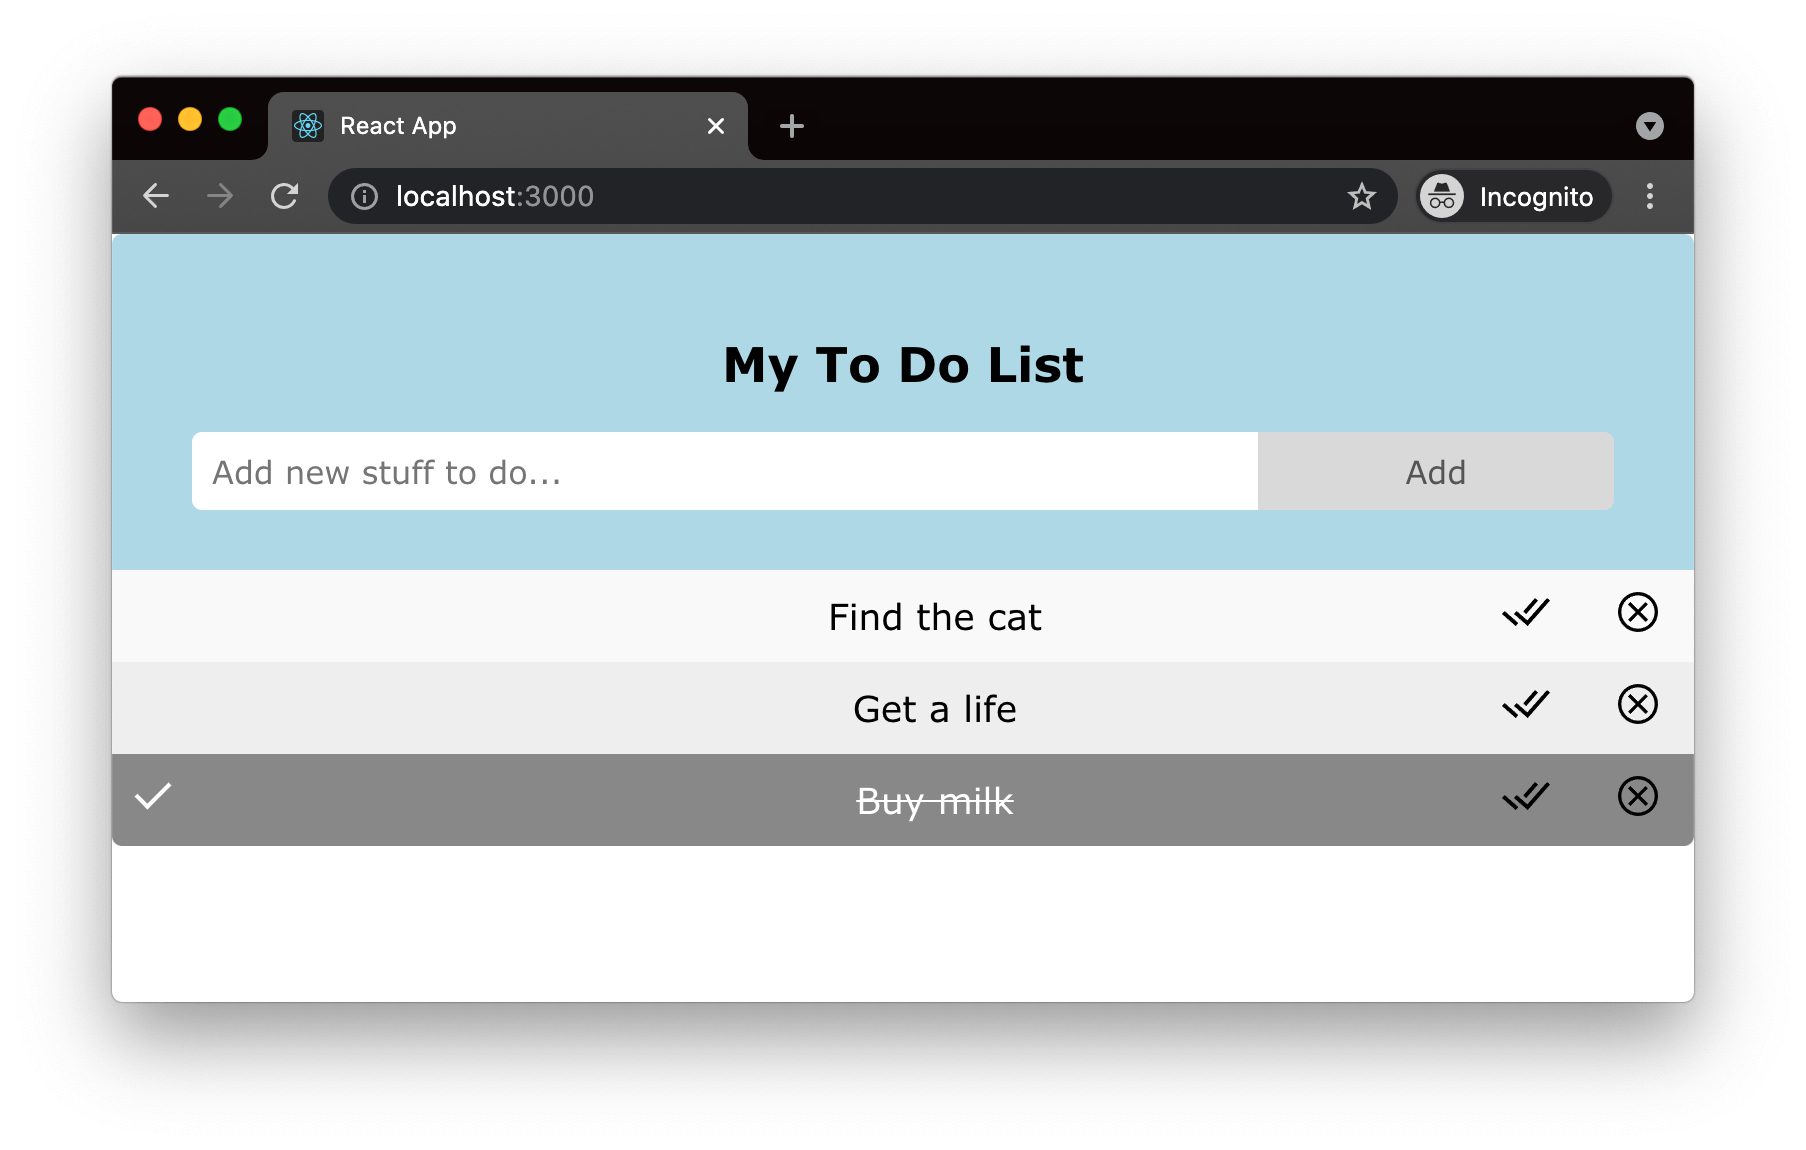 React App
localhost:3000
Incognito
My To Do List
Add new stuff to do...
Add
Find the cat
Get a life
Buy milk